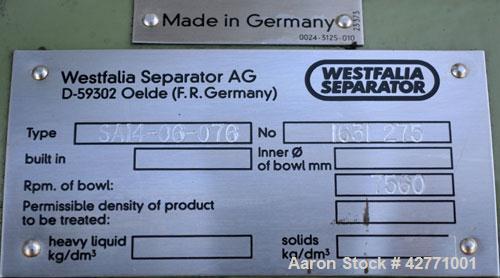 Made in Germany
0024-3125-010
23373
Westfalia Separator AG
D-59302 Oelde (F. R. Germany)
WESTFALIA
SEPARATOR
Type SA14-06-076 No 1631 275
built in Inner Ø
of bowl mm
Rpm. of bowl: 7560
Permissible density of product
to be treated:
heavy liquid
kg/dm³
solids
kg/dm³
Aaron Stock # 42771001